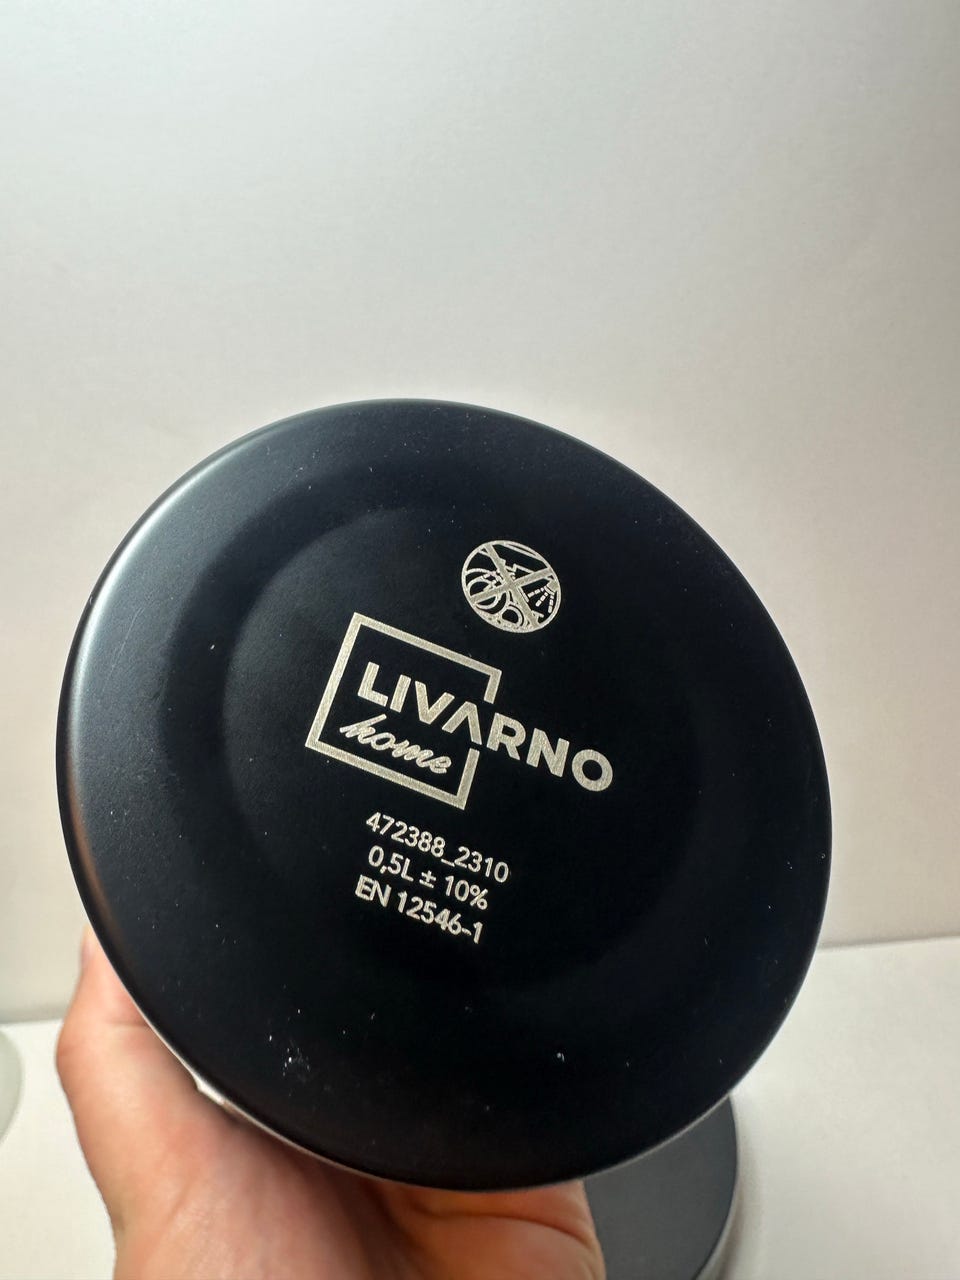 LIVARNO
home
472388_2310
0,5L ± 10%
EN 12546-1